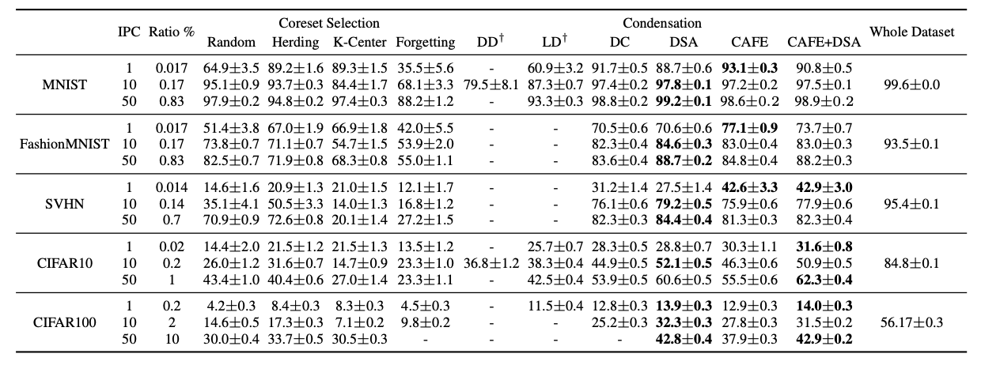 Coreset Selection Condensation
IPC Ratio % Whole Dataset
Random Herding K-Center Forgetting DD† LD† DC DSA CAFE CAFE+DSA
1 0.017 64.9±3.5 89.2±1.6 89.3±1.5 35.5±5.6 - 60.9±3.2 91.7±0.5 88.7±0.6 93.1±0.3 90.8±0.5
MNIST 10 0.17 95.1±0.9 93.7±0.3 84.4±1.7 68.1±3.3 79.5±8.1 87.3±0.7 97.4±0.2 97.8±0.1 97.2±0.2 97.5±0.1 99.6±0.0
50 0.83 97.9±0.2 94.8±0.2 97.4±0.3 88.2±1.2 - 93.3±0.3 98.8±0.2 99.2±0.1 98.6±0.2 98.9±0.2
1 0.017 51.4±3.8 67.0±1.9 66.9±1.8 42.0±5.5 - - 70.5±0.6 70.6±0.6 77.1±0.9 73.7±0.7
FashionMNIST 10 0.17 73.8±0.7 71.1±0.7 54.7±1.5 53.9±2.0 - - 82.3±0.4 84.6±0.3 83.0±0.4 83.0±0.3 93.5±0.1
50 0.83 82.5±0.7 71.9±0.8 68.3±0.8 55.0±1.1 - - 83.6±0.4 88.7±0.2 84.8±0.4 88.2±0.3
1 0.014 14.6±1.6 20.9±1.3 21.0±1.5 12.1±1.7 - - 31.2±1.4 27.5±1.4 42.6±3.3 42.9±3.0
SVHN 10 0.14 35.1±4.1 50.5±3.3 14.0±1.3 16.8±1.2 - - 76.1±0.6 79.2±0.5 75.9±0.6 77.9±0.6 95.4±0.1
50 0.7 70.9±0.9 72.6±0.8 20.1±1.4 27.2±1.5 - - 82.3±0.3 84.4±0.4 81.3±0.3 82.3±0.4
1 0.02 14.4±2.0 21.5±1.2 21.5±1.3 13.5±1.2 - 25.7±0.7 28.3±0.5 28.8±0.7 30.3±1.1 31.6±0.8
CIFAR10 10 0.2 26.0±1.2 31.6±0.7 14.7±0.9 23.3±1.0 36.8±1.2 38.3±0.4 44.9±0.5 52.1±0.5 46.3±0.6 50.9±0.5 84.8±0.1
50 1 43.4±1.0 40.4±0.6 27.0±1.4 23.3±1.1 - 42.5±0.4 53.9±0.5 60.6±0.5 55.5±0.6 62.3±0.4
1 0.2 4.2±0.3 8.4±0.3 8.3±0.3 4.5±0.3 - 11.5±0.4 12.8±0.3 13.9±0.3 12.9±0.3 14.0±0.3
CIFAR100 10 2 14.6±0.5 17.3±0.3 7.1±0.2 9.8±0.2 - - 25.2±0.3 32.3±0.3 27.8±0.3 31.5±0.2 56.17±0.3
50 10 30.0±0.4 33.7±0.5 30.5±0.3 - - - - 42.8±0.4 37.9±0.3 42.9±0.2